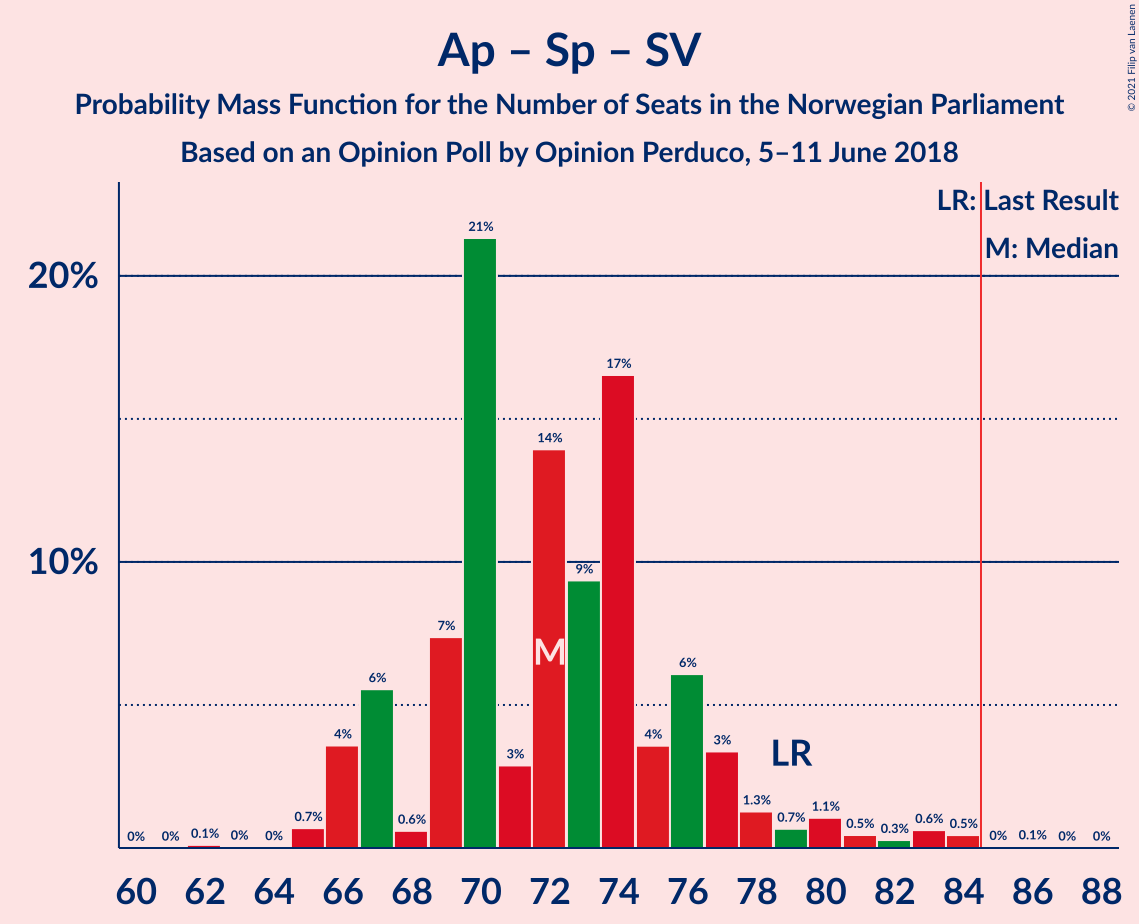 Ap – Sp – SV
Probability Mass Function for the Number of Seats in the Norwegian Parliament
Based on an Opinion Poll by Opinion Perduco, 5–11 June 2018
© 2021 Filip van Laenen
LR: Last Result
M: Median
20%
10%
0% 0% 0.1% 0% 0% 0.7% 4% 6% 0.6% 7% 21% 3% 14% 9% 17% 4% 6% 3% 1.3% 0.7% 1.1% 0.5% 0.3% 0.6% 0.5% 0% 0.1% 0% 0%
M
LR
60 62 64 66 68 70 72 74 76 78 80 82 84 86 88